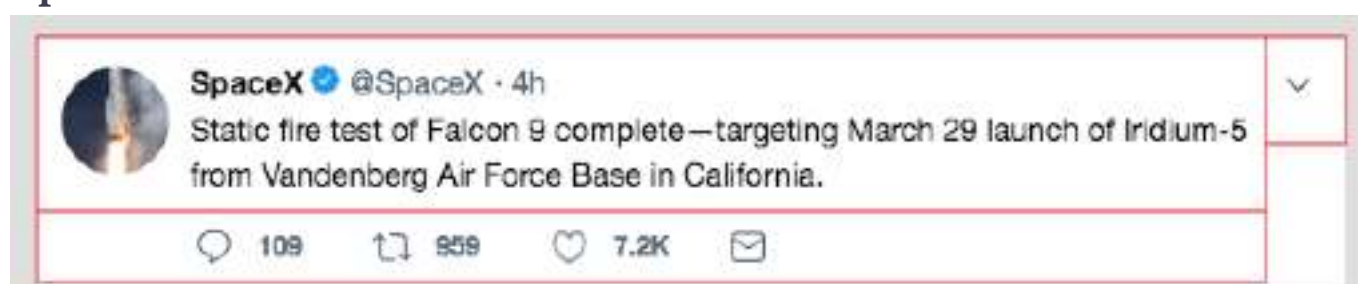 SpaceX @SpaceX · 4h
Static fire test of Falcon 9 complete—targeting March 29 launch of Iridium-5
from Vandenberg Air Force Base in California.
109 959 7.2K